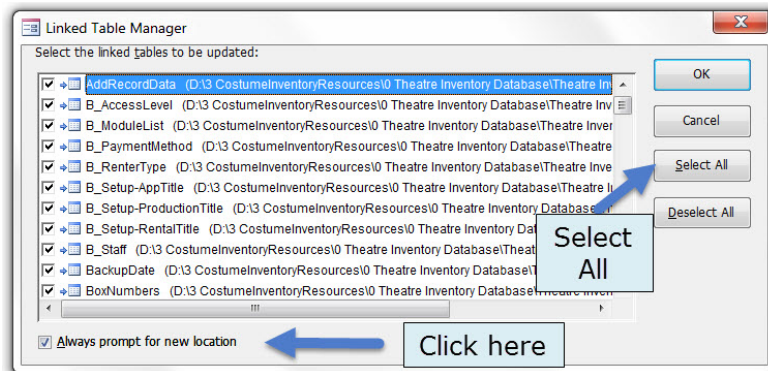 Linked Table Manager
X
Select the linked tables to be updated:
AddRecordData (D:\3 CostumeInventoryResources\0 Theatre Inventory Database\Theatre Inv
B_AccessLevel (D:\3 CostumeInventoryResources\0 Theatre Inventory Database\Theatre Inv
B_ModuleList (D:\3 CostumeInventoryResources\0 Theatre Inventory Database\Theatre Inver
B_PaymentMethod (D:\3 CostumeInventoryResources\0 Theatre Inventory Database\Theatre
B_RenterType (D:\3 CostumeInventoryResources\0 Theatre Inventory Database\Theatre Inve
B_Setup-AppTitle (D:\3 CostumeInventoryResources\0 Theatre Inventory Database\Theatre
B_Setup-ProductionTitle (D:\3 CostumeInventoryResources\0 Theatre Inventory Database
B_Setup-RentalTitle (D:\3 CostumeInventoryResources\0 Theatre Inventory Database
B_Staff (D:\3 CostumeInventoryResources\0 Theatre Inventory Database\Theat
BackupDate (D:\3 CostumeInventoryResources\0 Theatre Inventory Database\
BoxNumbers (D:\3 CostumeInventoryResources\0 Theatre Inventory Database\Theatre
OK
Cancel
Select All
Deselect All
Select
All
Always prompt for new location
Click here